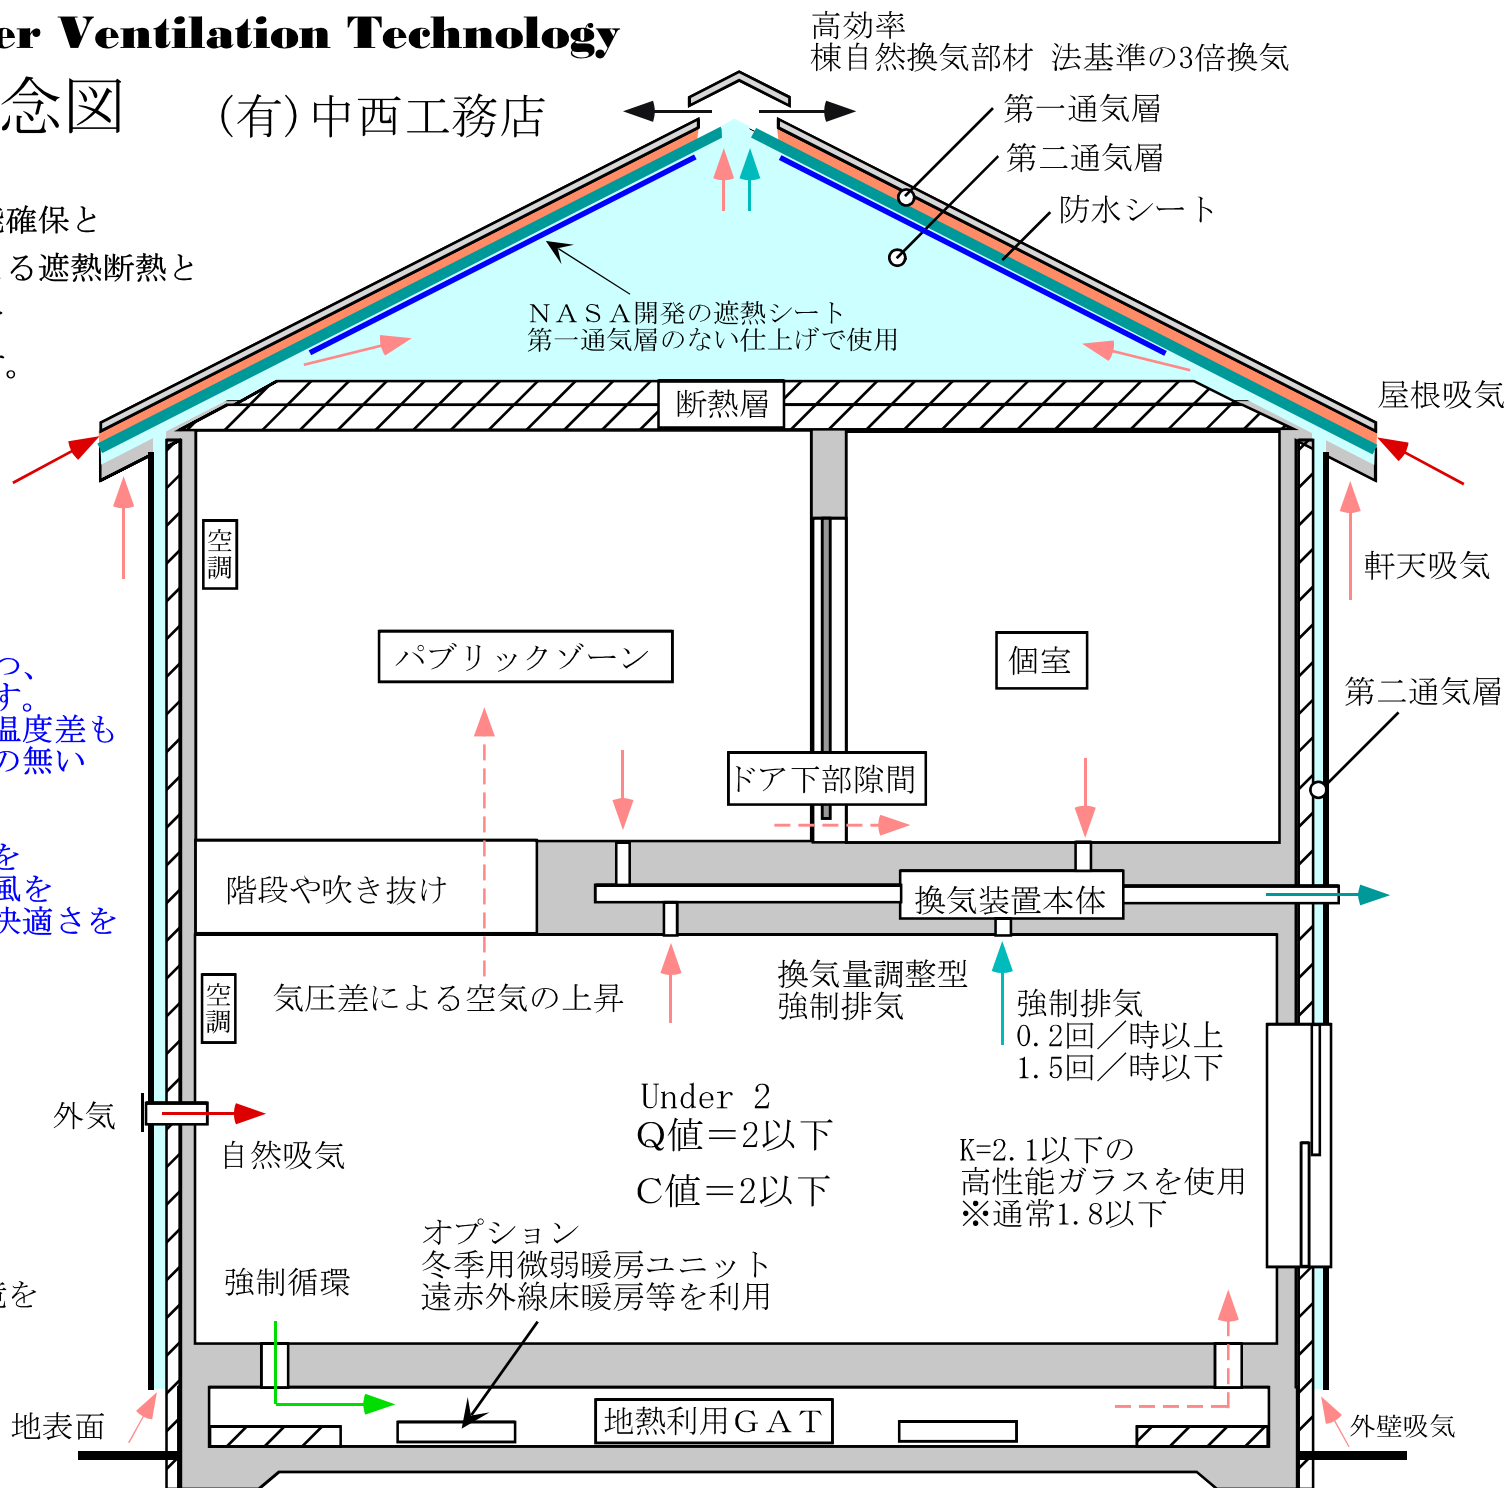 er Ventilation Technology
念図 (有)中西工務店
高効率
棟自然換気部材 法基準の3倍換気
第一通気層
第二通気層
防水シート
確保と
る遮熱断熱と
。
NASA開発の遮熱シート
第一通気層のない仕上げで使用
断熱層
屋根吸気
空調
軒天吸気
パブリックゾーン
個室
つ、
す。
温度差も
の無い
第二通気層
ドア下部隙間
を
風を
快適さを
階段や吹き抜け
換気装置本体
空調
気圧差による空気の上昇
換気量調整型
強制排気
強制排気
0.2回／時以上
1.5回／時以下
外気
自然吸気
Under 2
Q値＝2以下
C値＝2以下
K=2.1以下の
高性能ガラスを使用
※通常1.8以下
オプション
冬季用微弱暖房ユニット
遠赤外線床暖房等を利用
強制循環
を
地表面
地熱利用GAT
外壁吸気